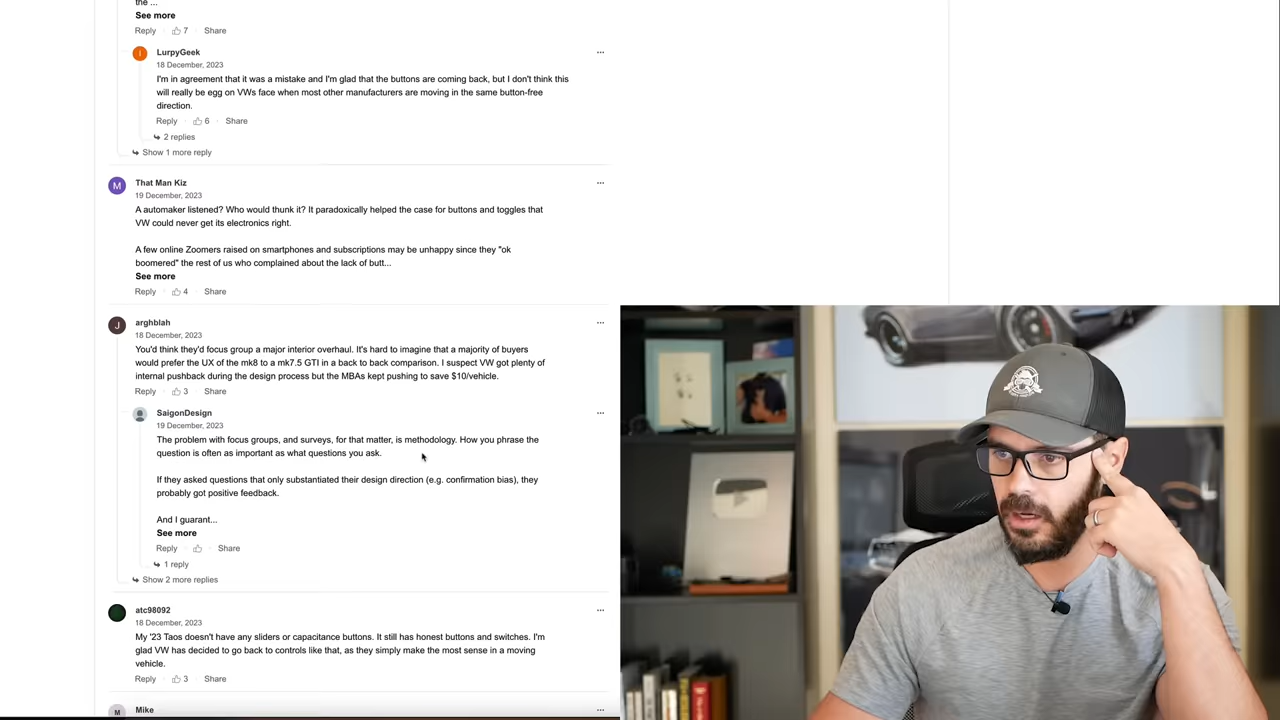 the ...
See more
Reply · 7 Share
LurpyGeek
18 December, 2023
I'm in agreement that it was a mistake and I'm glad that the buttons are coming back, but I don't think this
will really be egg on VWs face when most other manufacturers are moving in the same button-free
direction.
Reply · 6 Share
2 replies
Show 1 more reply
M
That Man Kiz
19 December, 2023
A automaker listened? Who would thunk it? It paradoxically helped the case for buttons and toggles that
VW could never get its electronics right.
A few online Zoomers raised on smartphones and subscriptions may be unhappy since they "ok
boomered" the rest of us who complained about the lack of butt...
See more
Reply · 4 Share
J
arghblah
18 December, 2023
You'd think they'd focus group a major interior overhaul. It's hard to imagine that a majority of buyers
would prefer the UX of the mk8 to a mk7.5 GTI in a back to back comparison. I suspect VW got plenty of
internal pushback during the design process but the MBAs kept pushing to save $10/vehicle.
Reply · 3 Share
SaigonDesign
19 December, 2023
The problem with focus groups, and surveys, for that matter, is methodology. How you phrase the
question is often as important as what questions you ask.
If they asked questions that only substantiated their design direction (e.g. confirmation bias), they
probably got positive feedback.
And I guarant...
See more
Reply · Share
1 reply
Show 2 more replies
atc98092
18 December, 2023
My '23 Taos doesn't have any sliders or capacitance buttons. It still has honest buttons and switches. I'm
glad VW has decided to go back to controls like that, as they simply make the most sense in a moving
vehicle.
Reply · 3 Share
M
Mike